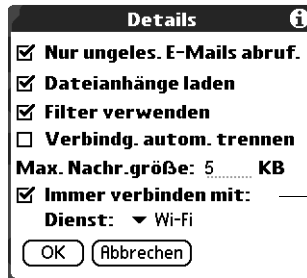 Details
Nur ungeles. E-Mails abruf.
Dateianhänge laden
Filter verwenden
Verbindg. autom. trennen
Max. Nachr.größe: 5 KB
Immer verbinden mit:
Dienst: Wi-Fi
OK Abbrechen